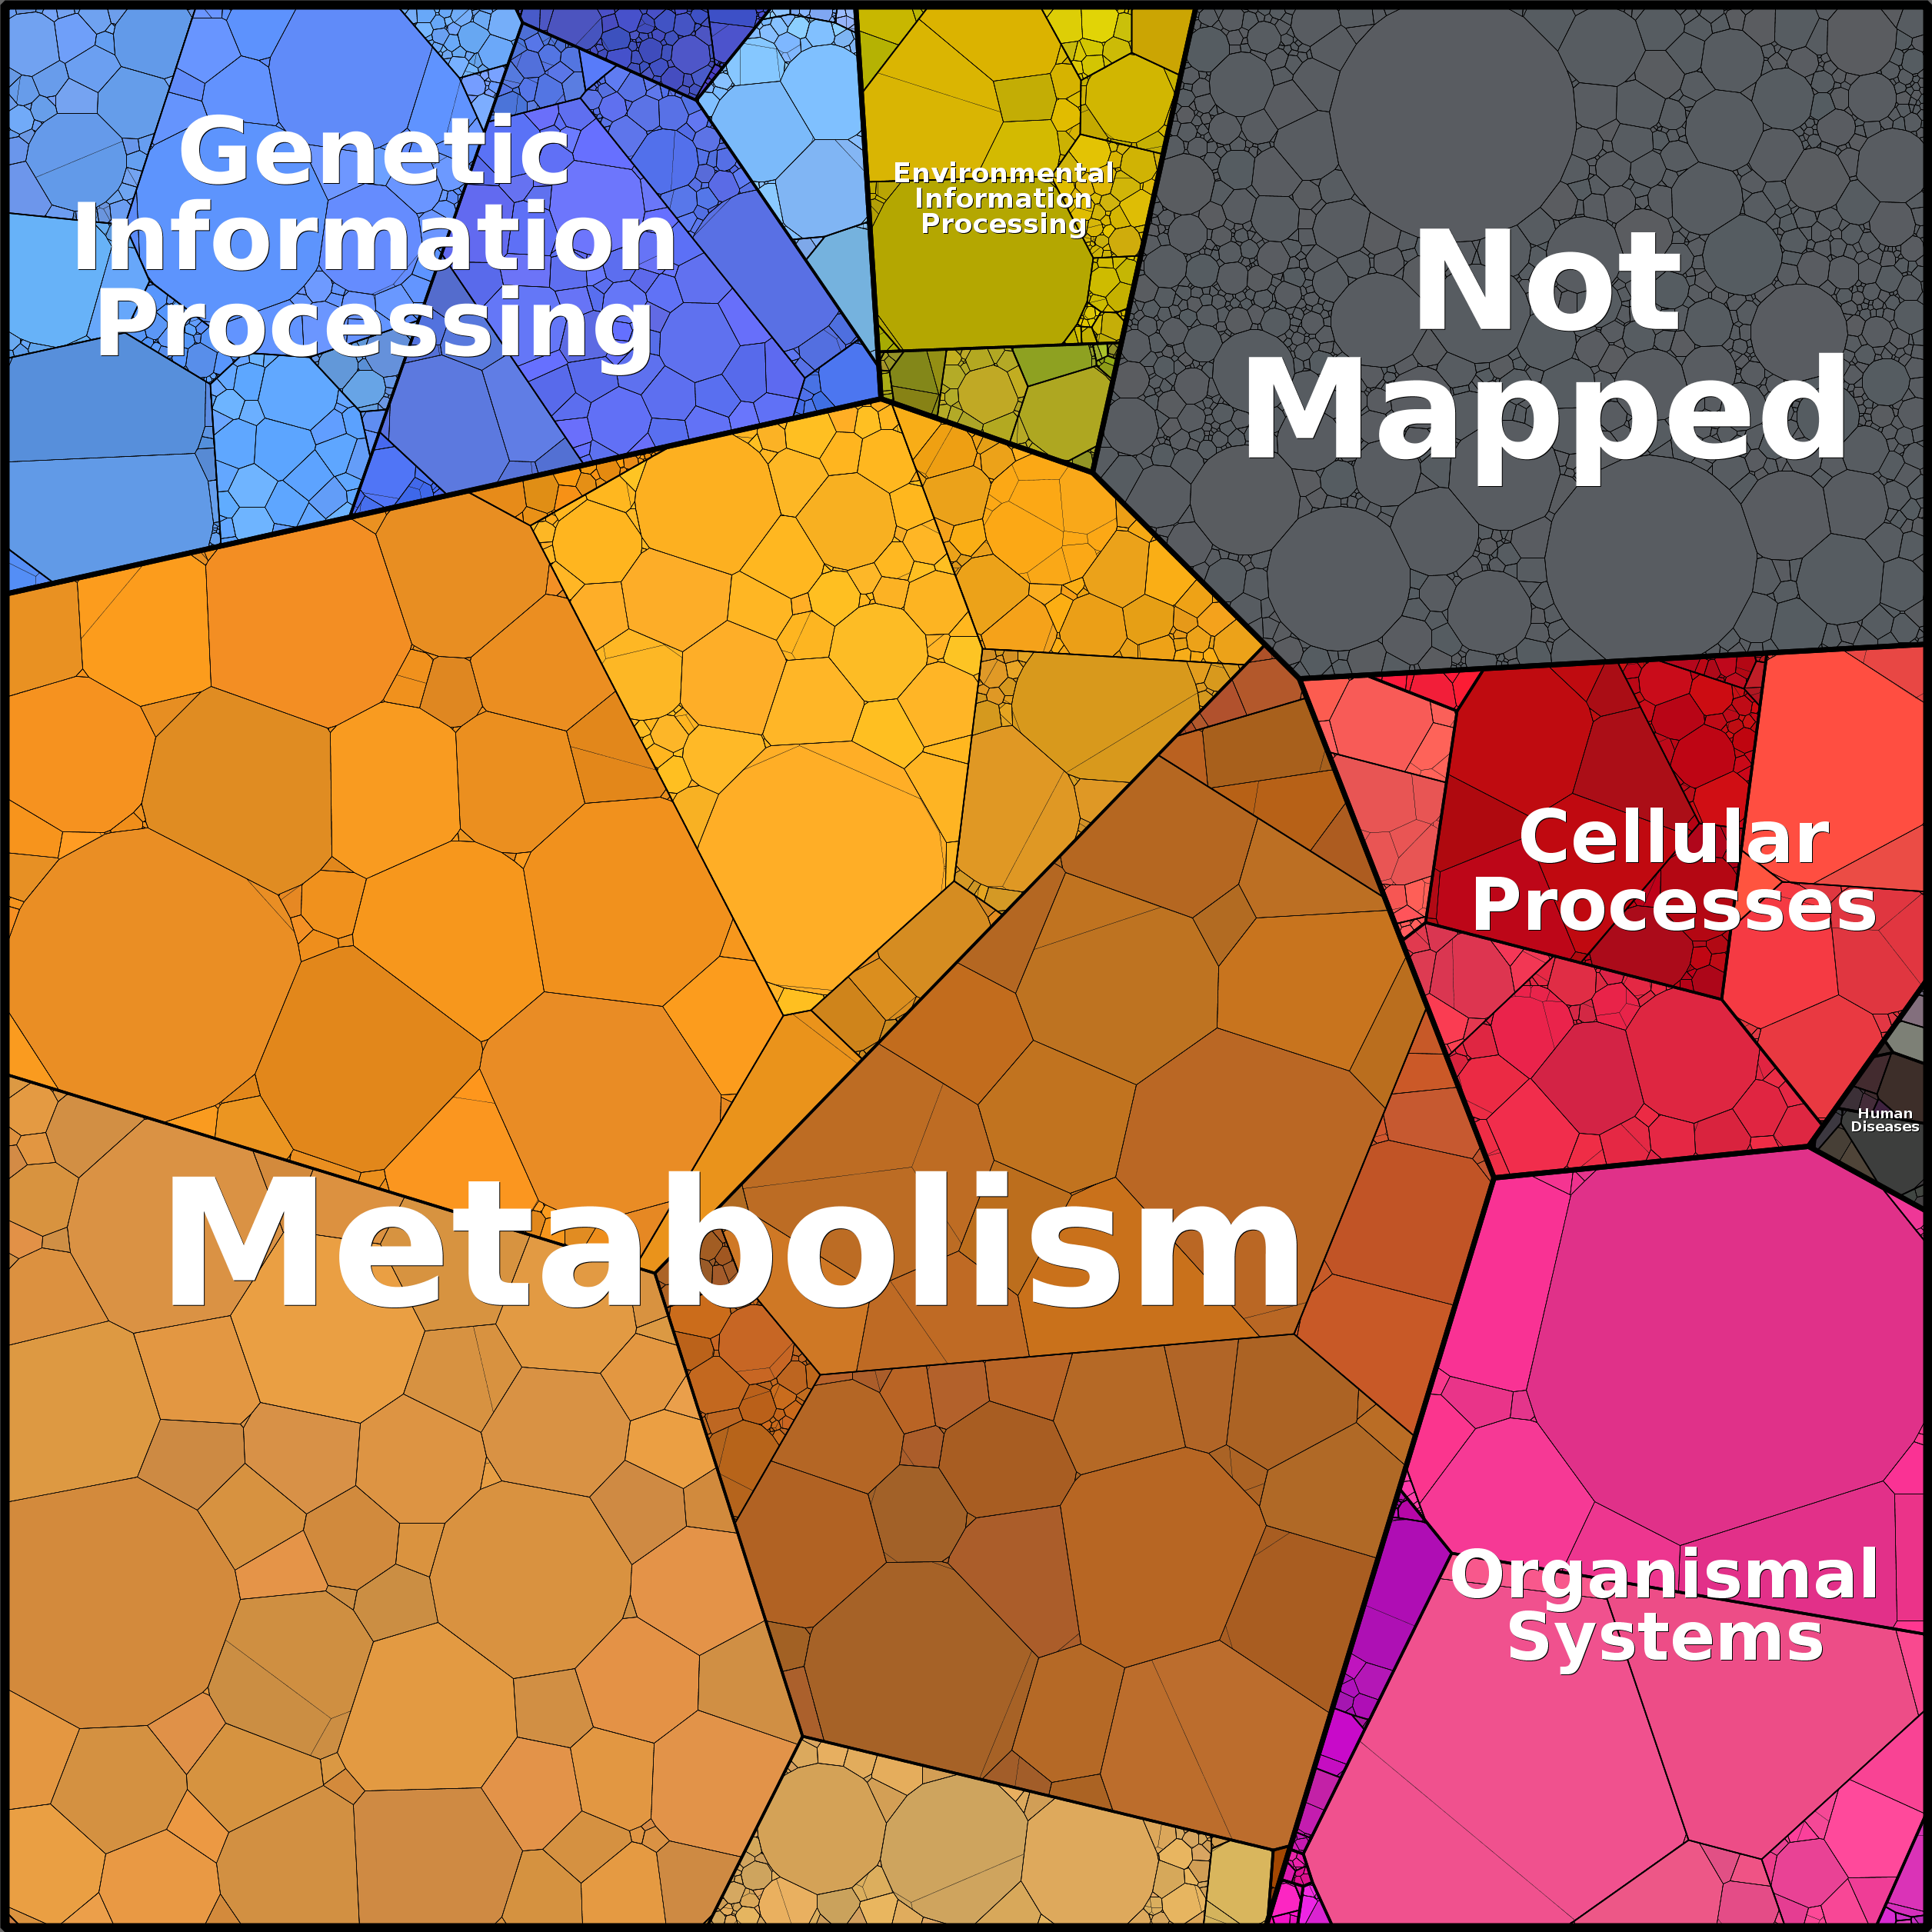 Genetic
Information
Processing
Environmental
Information
Processing
Not
Mapped
Cellular
Processes
Human
Diseases
Metabolism
Organismal
Systems